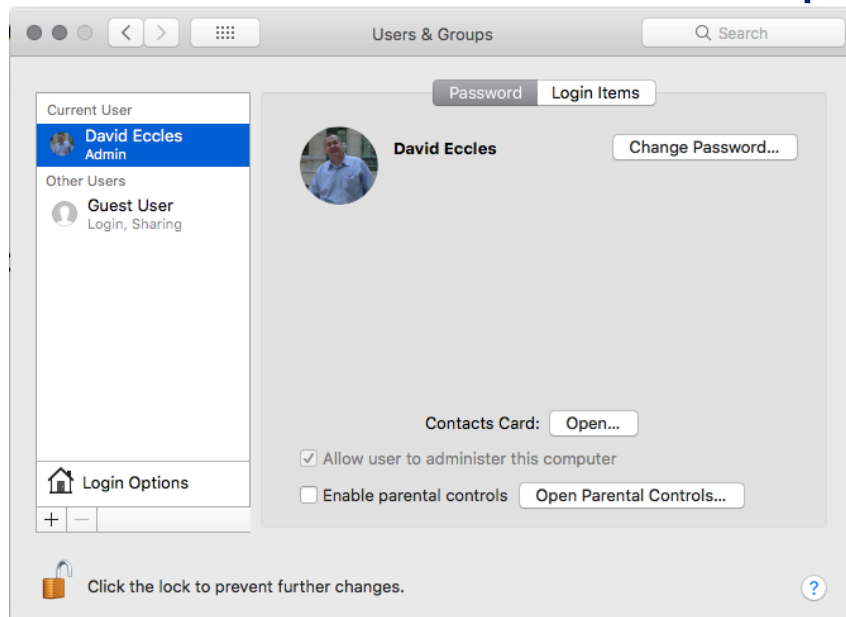 Users & Groups
Search
Password
Login Items
Current User
David Eccles
Admin
Other Users
Guest User
Login, Sharing
David Eccles
Change Password...
Contacts Card:
Open...
Allow user to administer this computer
Enable parental controls
Open Parental Controls...
Login Options
+ −
Click the lock to prevent further changes.
?